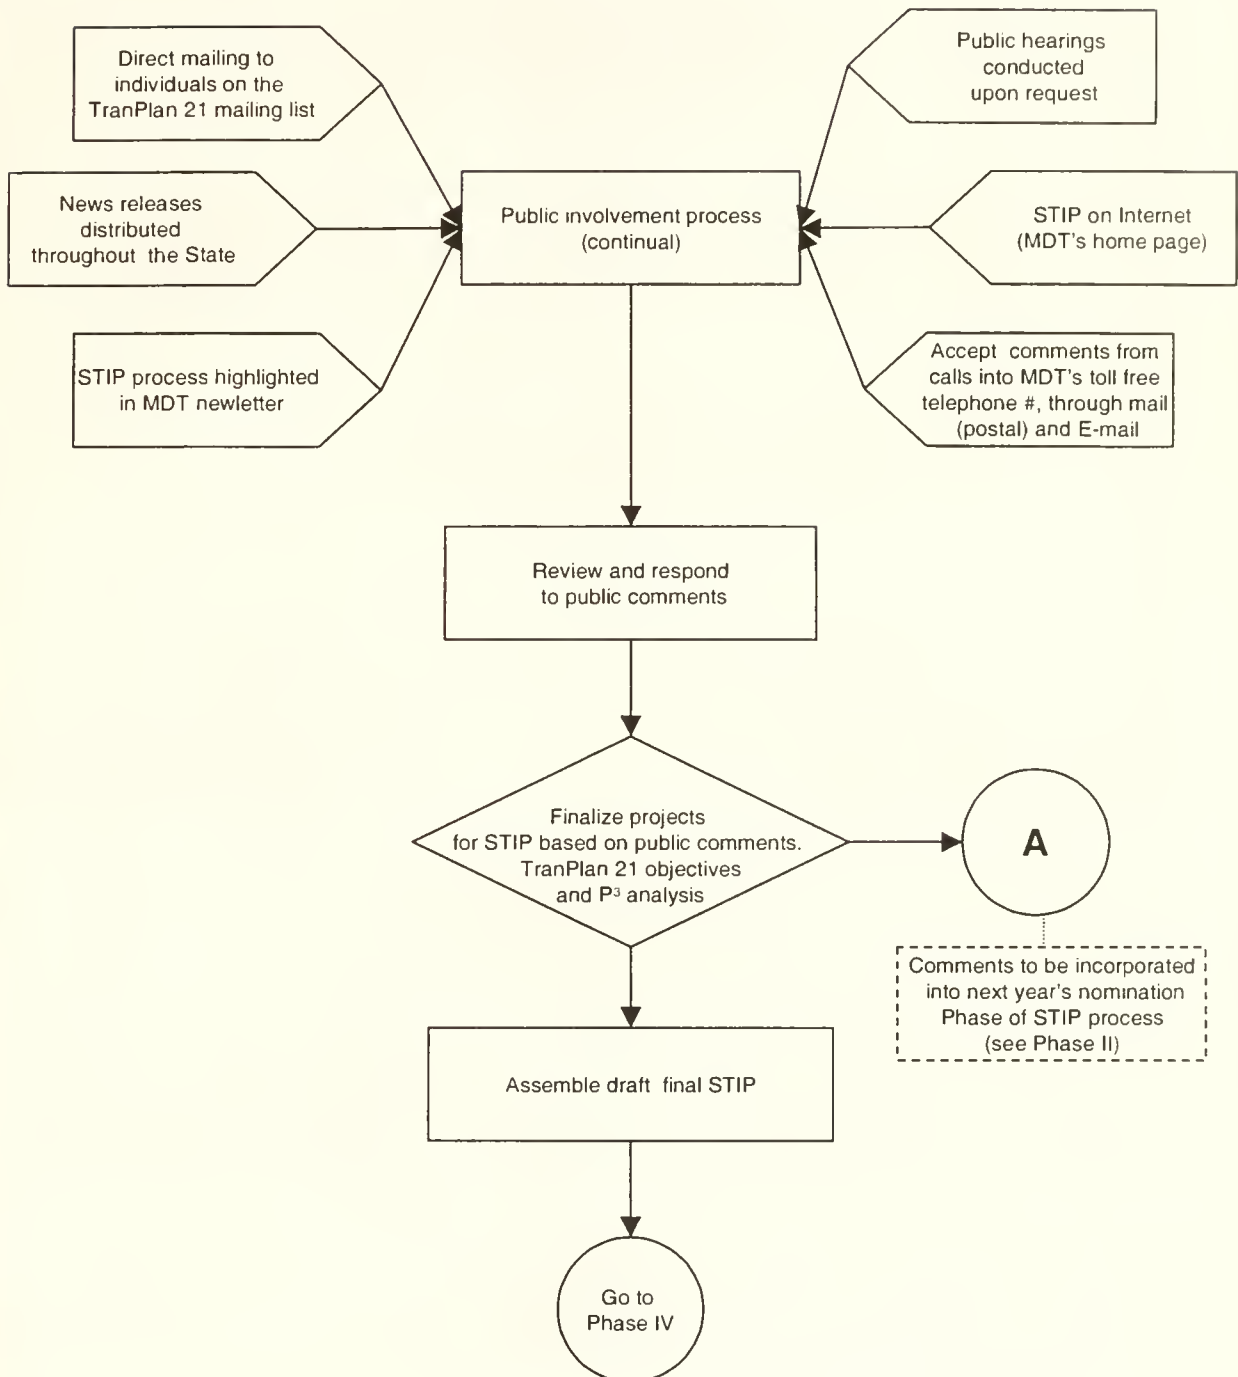 Direct mailing to
individuals on the
TranPlan 21 mailing list
Public hearings
conducted
upon request
News releases
distributed
throughout the State
Public involvement process
(continual)
STIP on Internet
(MDT's home page)
STIP process highlighted
in MDT newletter
Accept comments from
calls into MDT's toll free
telephone #, through mail
(postal) and E-mail
Review and respond
to public comments
Finalize projects
for STIP based on public comments.
TranPlan 21 objectives
and P³ analysis
A
Comments to be incorporated
into next year's nomination
Phase of STIP process
(see Phase II)
Assemble draft final STIP
Go to
Phase IV